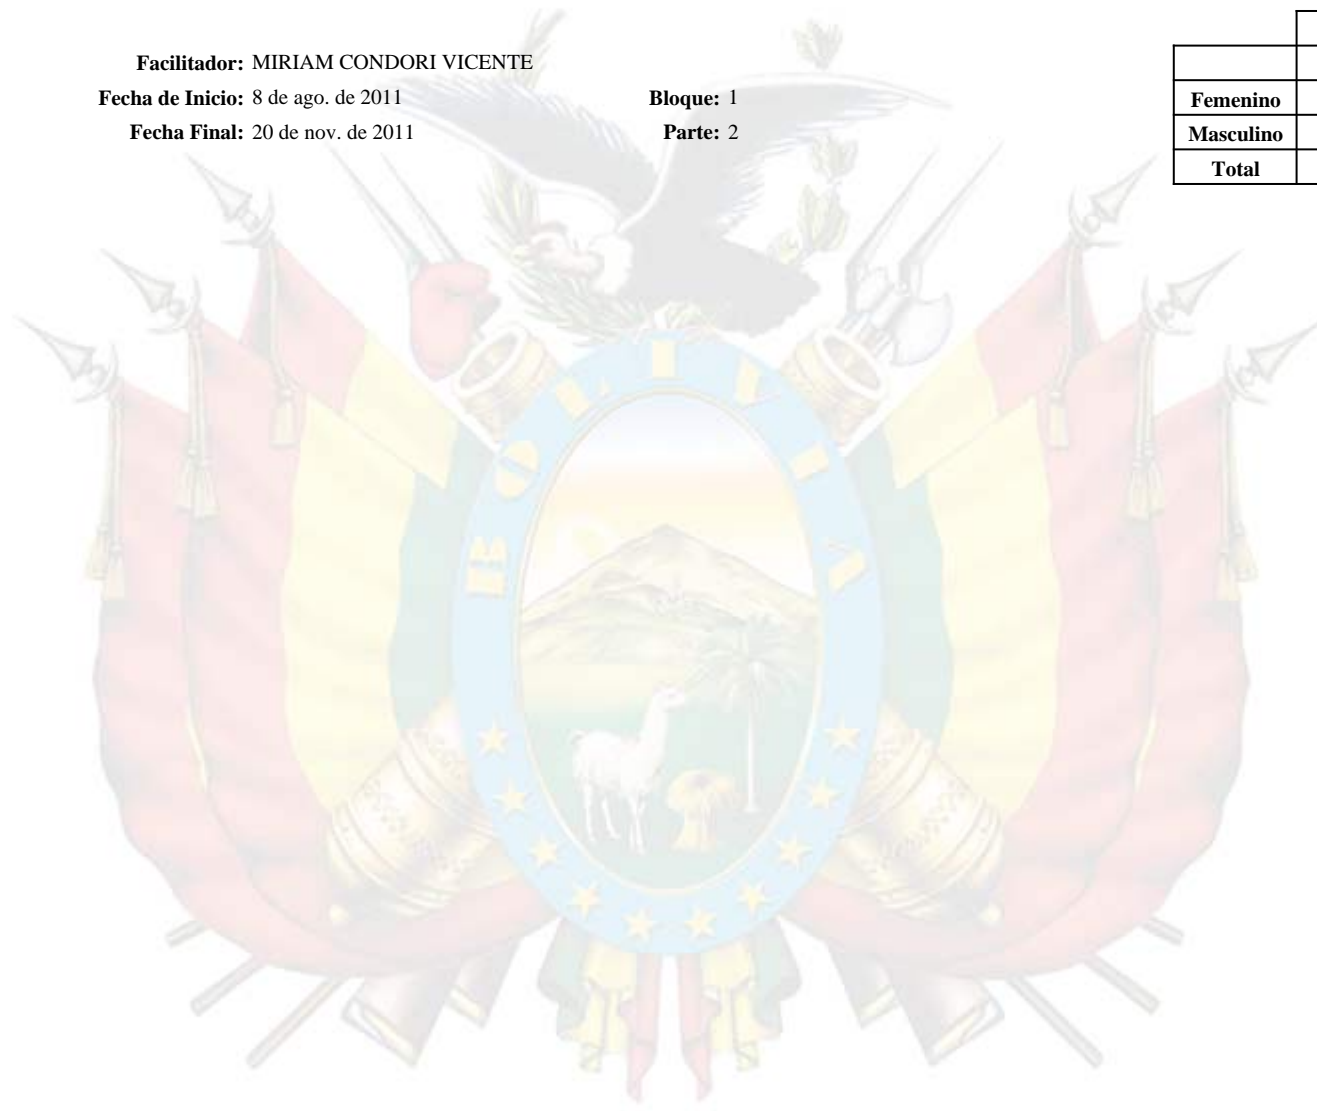 Facilitador: MIRIAM CONDORI VICENTE
Fecha de Inicio: 8 de ago. de 2011 Bloque: 1
Fecha Final: 20 de nov. de 2011 Parte: 2
Femenino
Masculino
Total
BOLIVIA